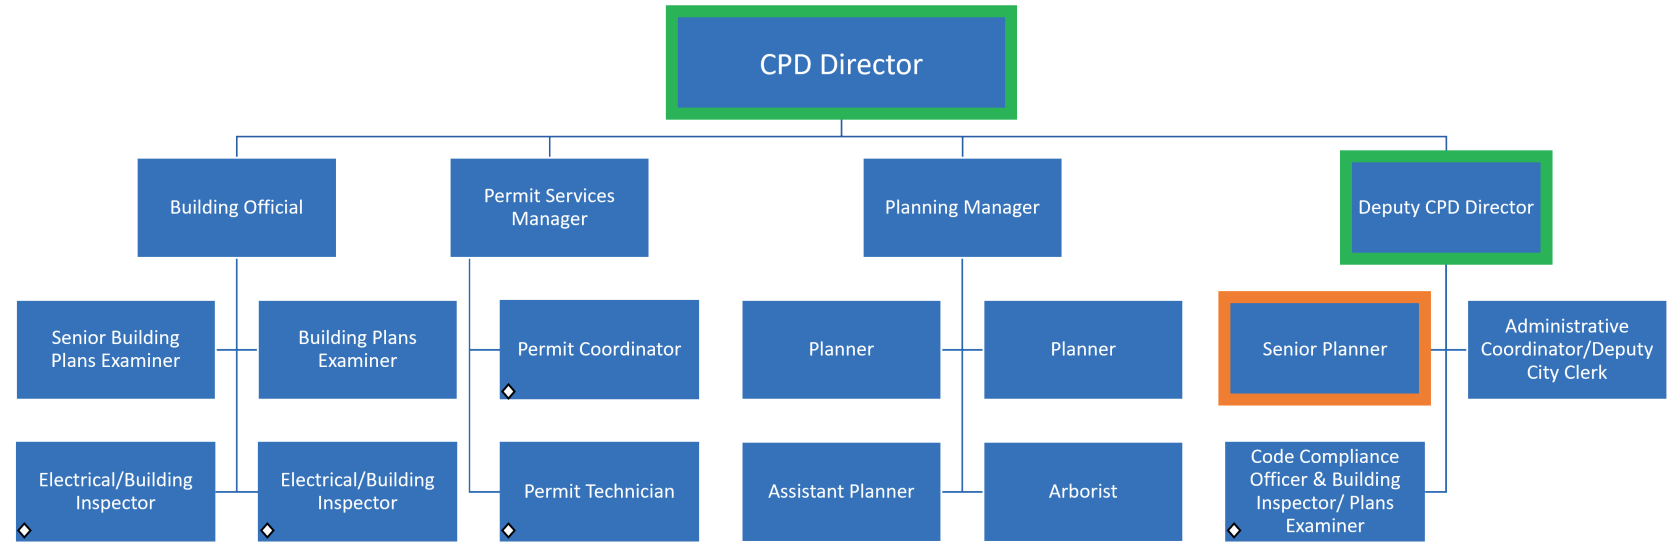 CPD Director
Building Official
Permit Services
Manager
Planning Manager
Deputy CPD Director
Senior Building
Plans Examiner
Building Plans
Examiner
Permit Coordinator
Planner
Planner
Senior Planner
Administrative
Coordinator/Deputy
City Clerk
Electrical/Building
Inspector
Electrical/Building
Inspector
Permit Technician
Assistant Planner
Arborist
Code Compliance
Officer & Building
Inspector/ Plans
Examiner